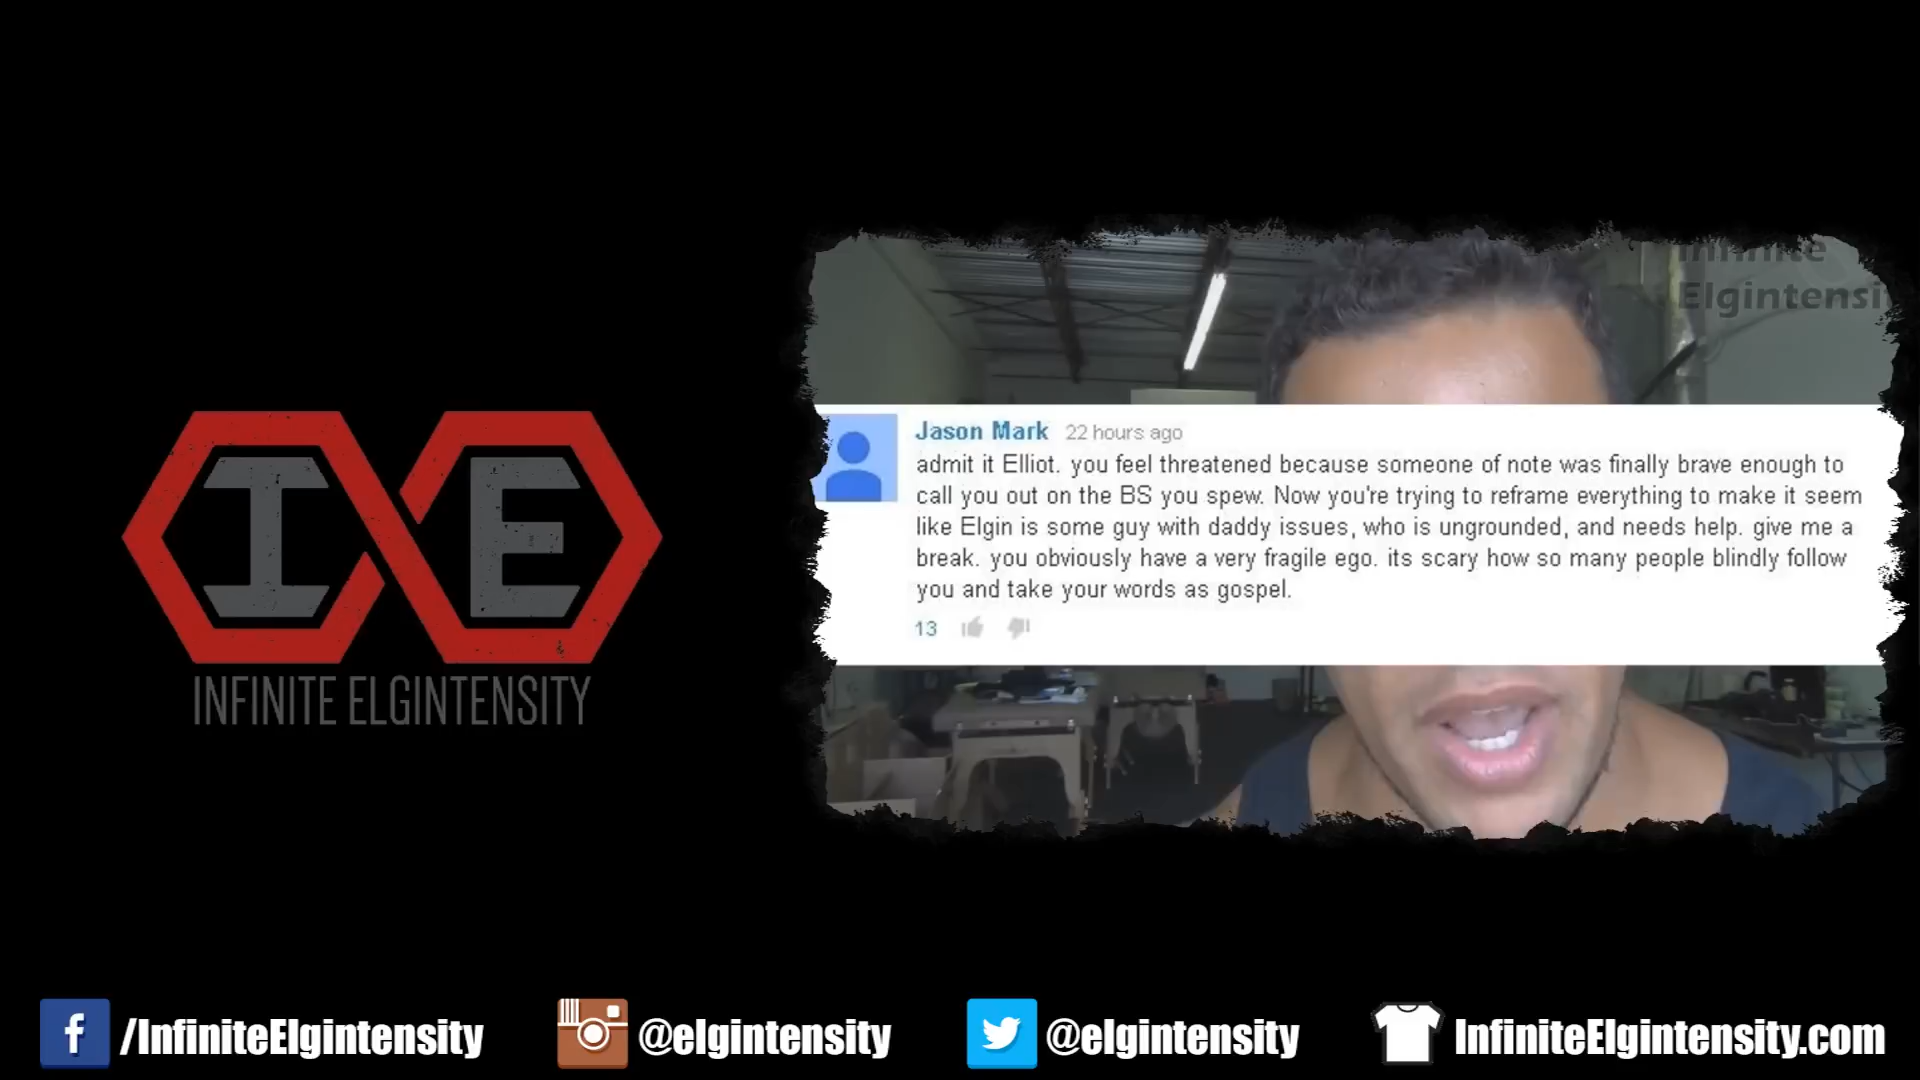 Infinite
Elgintensi
Jason Mark 22 hours ago
admit it Elliot. you feel threatened because someone of note was finally brave enough to
call you out on the BS you spew. Now you're trying to reframe everything to make it seem
like Elgin is some guy with daddy issues, who is ungrounded, and needs help. give me a
break. you obviously have a very fragile ego. its scary how so many people blindly follow
you and take your words as gospel.
13
IE
INFINITE ELGINTENSITY
/InfiniteElgintensity
@elgintensity
@elgintensity
InfiniteElgintensity.com